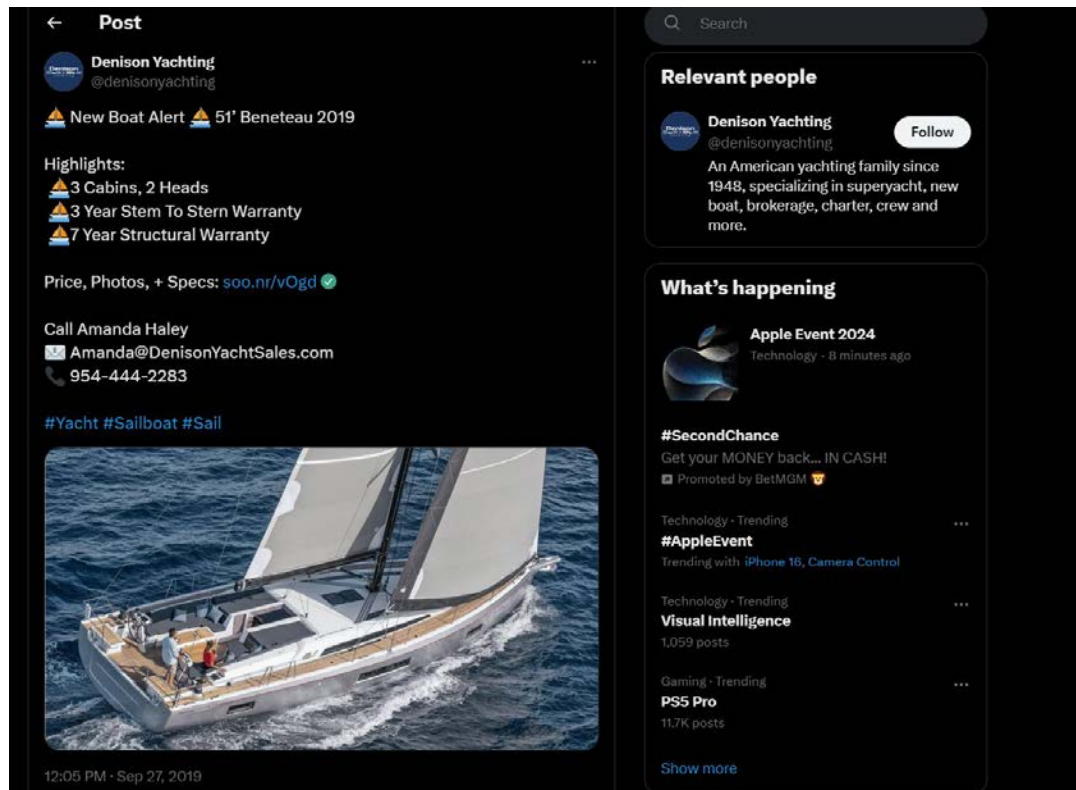 Post
Denison Yachting
@denisonyachting
New Boat Alert 51’ Beneteau 2019
Highlights:
3 Cabins, 2 Heads
3 Year Stem To Stern Warranty
7 Year Structural Warranty
Price, Photos, + Specs: soo.nr/vOgd
Call Amanda Haley
Amanda@DenisonYachtSales.com
954-444-2283
#Yacht #Sailboat #Sail
12:05 PM · Sep 27, 2019
Search
Relevant people
Denison Yachting
@denisonyachting
Follow
An American yachting family since
1948, specializing in superyacht, new
boat, brokerage, charter, crew and
more.
What’s happening
Apple Event 2024
Technology · 8 minutes ago
#SecondChance
Get your MONEY back... IN CASH!
Promoted by BetMGM
Technology · Trending
#AppleEvent
Trending with iPhone 16, Camera Control
Technology · Trending
Visual Intelligence
1,059 posts
Gaming · Trending
PS5 Pro
11.7K posts
Show more